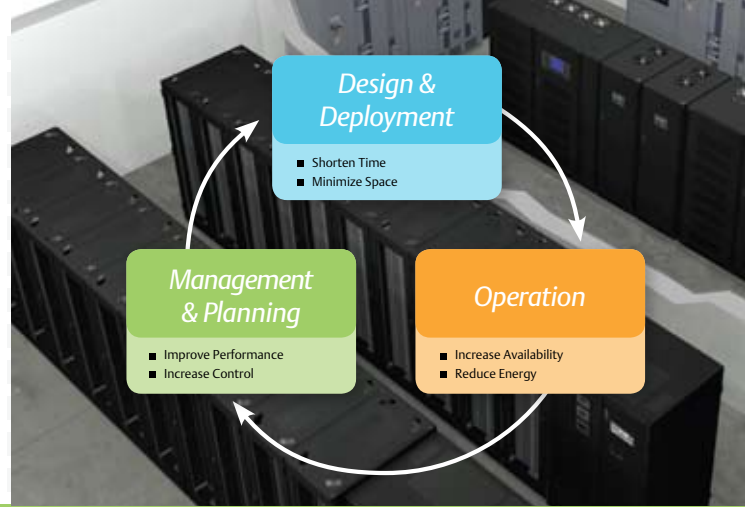 Design &
Deployment
■ Shorten Time
■ Minimize Space
Management
& Planning
■ Improve Performance
■ Increase Control
Operation
■ Increase Availability
■ Reduce Energy